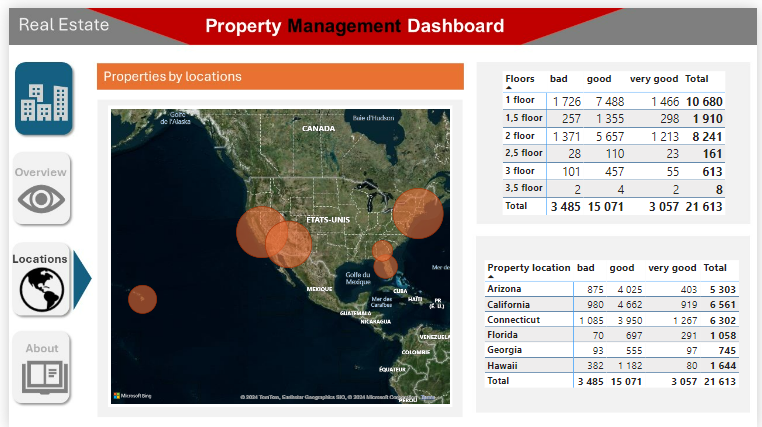 Real Estate
Property Management Dashboard
Properties by locations
Overview
Locations
About
Golfe
de l'Alaska
Baie d'Hudson
CANADA
ÉTATS-UNIS
Golfe du
Mexique
MEXIQUE
CUBA
HAÏTI
PR
(É. U.)
Mer des
Caraïbes
Mer de
GUATEMALA
NICARAGUA
VENEZUELA
COLOMBIE
ÉQUATEUR
PÉROU
Microsoft Bing
© 2024 TomTom, Earthstar Geographics SIO, © 2024 Microsoft Corporation Terms
Floors bad good very good Total
1 floor 1 726 7 488 1 466 10 680
1,5 floor 257 1 355 298 1 910
2 floor 1 371 5 657 1 213 8 241
2,5 floor 28 110 23 161
3 floor 101 457 55 613
3,5 floor 2 4 2 8
Total 3 485 15 071 3 057 21 613
Property location bad good very good Total
Arizona 875 4 025 403 5 303
California 980 4 662 919 6 561
Connecticut 1 085 3 950 1 267 6 302
Florida 70 697 291 1 058
Georgia 93 555 97 745
Hawaii 382 1 182 80 1 644
Total 3 485 15 071 3 057 21 613